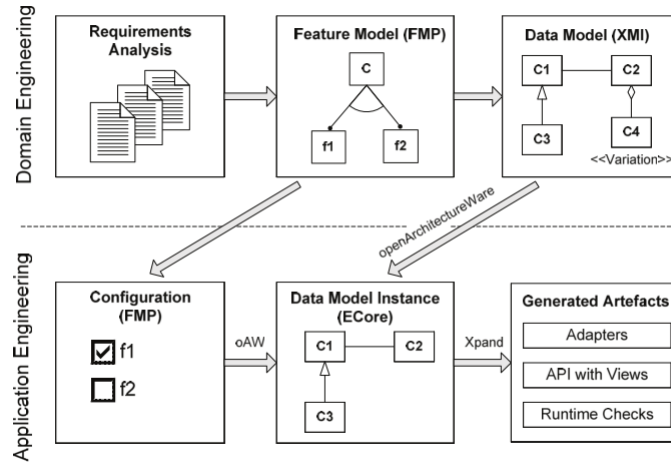 Domain Engineering
Requirements
Analysis
Feature Model (FMP)
C
f1
f2
Data Model (XMI)
C1
C2
C3
C4
<<Variation>>
openArchitectureWare
Application Engineering
Configuration
(FMP)
f1
f2
oAW
Data Model Instance
(ECore)
C1
C2
C3
Xpand
Generated Artefacts
Adapters
API with Views
Runtime Checks